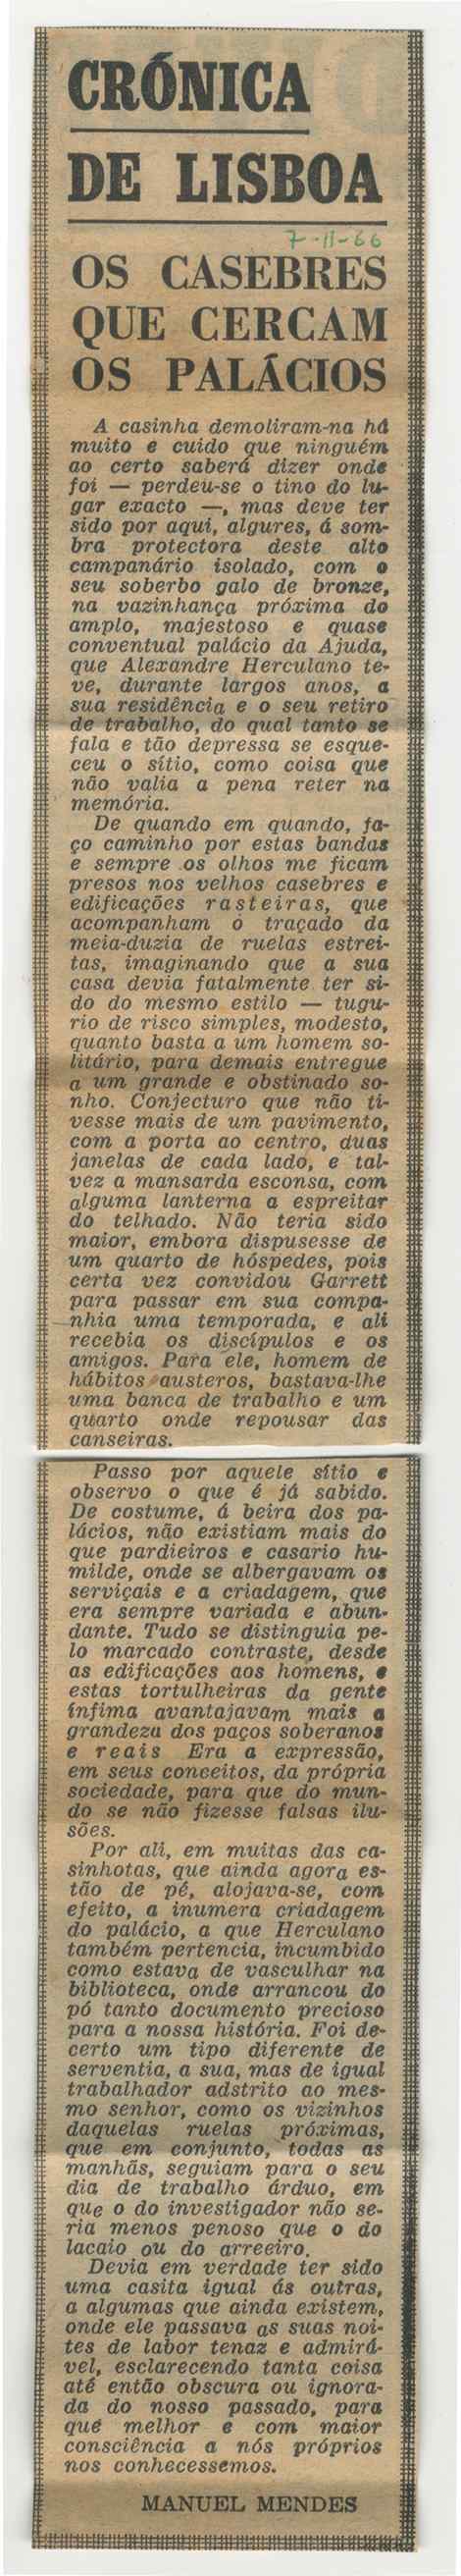 CRÓNICA
DE LISBOA
7-11-66
OS CASEBRES
QUE CERCAM
OS PALÁCIOS
A casinha demoliram-na há
muito e cuido que ninguém
ao certo saberá dizer onde
foi — perdeu-se o tino do lu-
gar exacto —, mas deve ter
sido por aqui, algures, á som-
bra protectora deste alto
campanário isolado, com o
seu soberbo galo de bronze,
na vazinhança próxima do
amplo, majestoso e quase
conventual palácio da Ajuda,
que Alexandre Herculano te-
ve, durante largos anos, a
sua residência e o seu retiro
de trabalho, do qual tanto se
fala e tão depressa se esque-
ceu o sítio, como coisa que
não valia a pena reter na
memória.
De quando em quando, fa-
ço caminho por estas bandas
e sempre os olhos me ficam
presos nos velhos casebres e
edificações rasteiras, que
acompanham o traçado da
meia-duzia de ruelas estrei-
tas, imaginando que a sua
casa devia fatalmente ter si-
do do mesmo estilo — tugu-
rio de risco simples, modesto,
quanto basta a um homem so-
litário, para demais entregue
a um grande e obstinado so-
nho. Conjecturo que não ti-
vesse mais de um pavimento,
com a porta ao centro, duas
janelas de cada lado, e tal-
vez a mansarda esconsa, com
alguma lanterna a espreitar
do telhado. Não teria sido
maior, embora dispusesse de
um quarto de hóspedes, pois
certa vez convidou Garrett
para passar em sua compa-
nhia uma temporada, e ali
recebia os discípulos e os
amigos. Para ele, homem de
hábitos austeros, bastava-lhe
uma banca de trabalho e um
quarto onde repousar das
canseiras.
Passo por aquele sítio e
observo o que é já sabido.
De costume, á beira dos pa-
lácios, não existiam mais do
que pardieiros e casario hu-
milde, onde se albergavam os
serviçais e a criadagem, que
era sempre variada e abun-
dante. Tudo se distinguia pe-
lo marcado contraste, desde
as edificações aos homens, e
estas tortulheiras da gente
ínfima avantajavam mais a
grandeza dos paços soberanos
e reais Era a expressão,
em seus conceitos, da própria
sociedade, para que do mun-
do se não fizesse falsas ilu-
sões.
Por ali, em muitas das ca-
sinhotas, que ainda agora es-
tão de pé, alojava-se, com
efeito, a inumera criadagem
do palácio, a que Herculano
também pertencia, incumbido
como estava de vasculhar na
biblioteca, onde arrancou do
pó tanto documento precioso
para a nossa história. Foi de-
certo um tipo diferente de
serventia, a sua, mas de igual
trabalhador adstrito ao mes-
mo senhor, como os vizinhos
daquelas ruelas próximas,
que em conjunto, todas as
manhãs, seguiam para o seu
dia de trabalho árduo, em
que o do investigador não se-
ria menos penoso que o do
lacaio ou do arreeiro.
Devia em verdade ter sido
uma casita igual ás outras,
a algumas que ainda existem,
onde ele passava as suas noi-
tes de labor tenaz e admirá-
vel, esclarecendo tanta coisa
até então obscura ou ignora-
da do nosso passado, para
que melhor e com maior
consciência a nós próprios
nos conhecessemos.
MANUEL MENDES